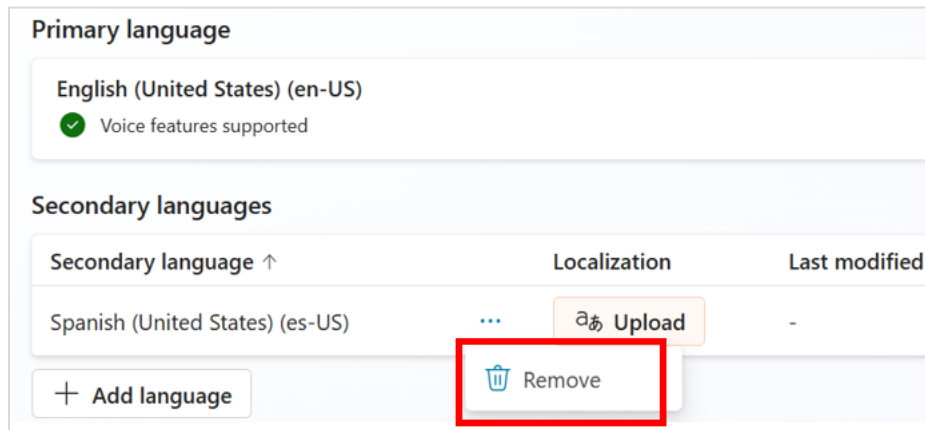 Primary language
English (United States) (en-US)
Voice features supported
Secondary languages
Secondary language ↑ Localization Last modified
Spanish (United States) (es-US) ... aあ Upload -
Remove
+ Add language